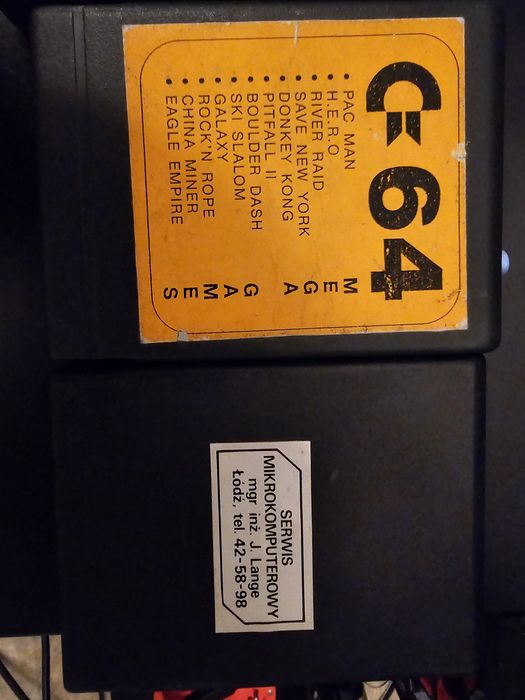 C 64
• PAC MAN
• H.E.R.O
• RIVER RAID
• SAVE NEW YORK
• DONKEY KONG
• PITFALL II
• BOULDER DASH
• SKI SLALOM
• GALAXY
• ROCK'N ROPE
• CHINA MINER
• EAGLE EMPIRE
MEGA GAMES
SERWIS
MIKROKOMPUTEROWY
mgr inż. J. Lange
Łódź, tel. 42-58-98